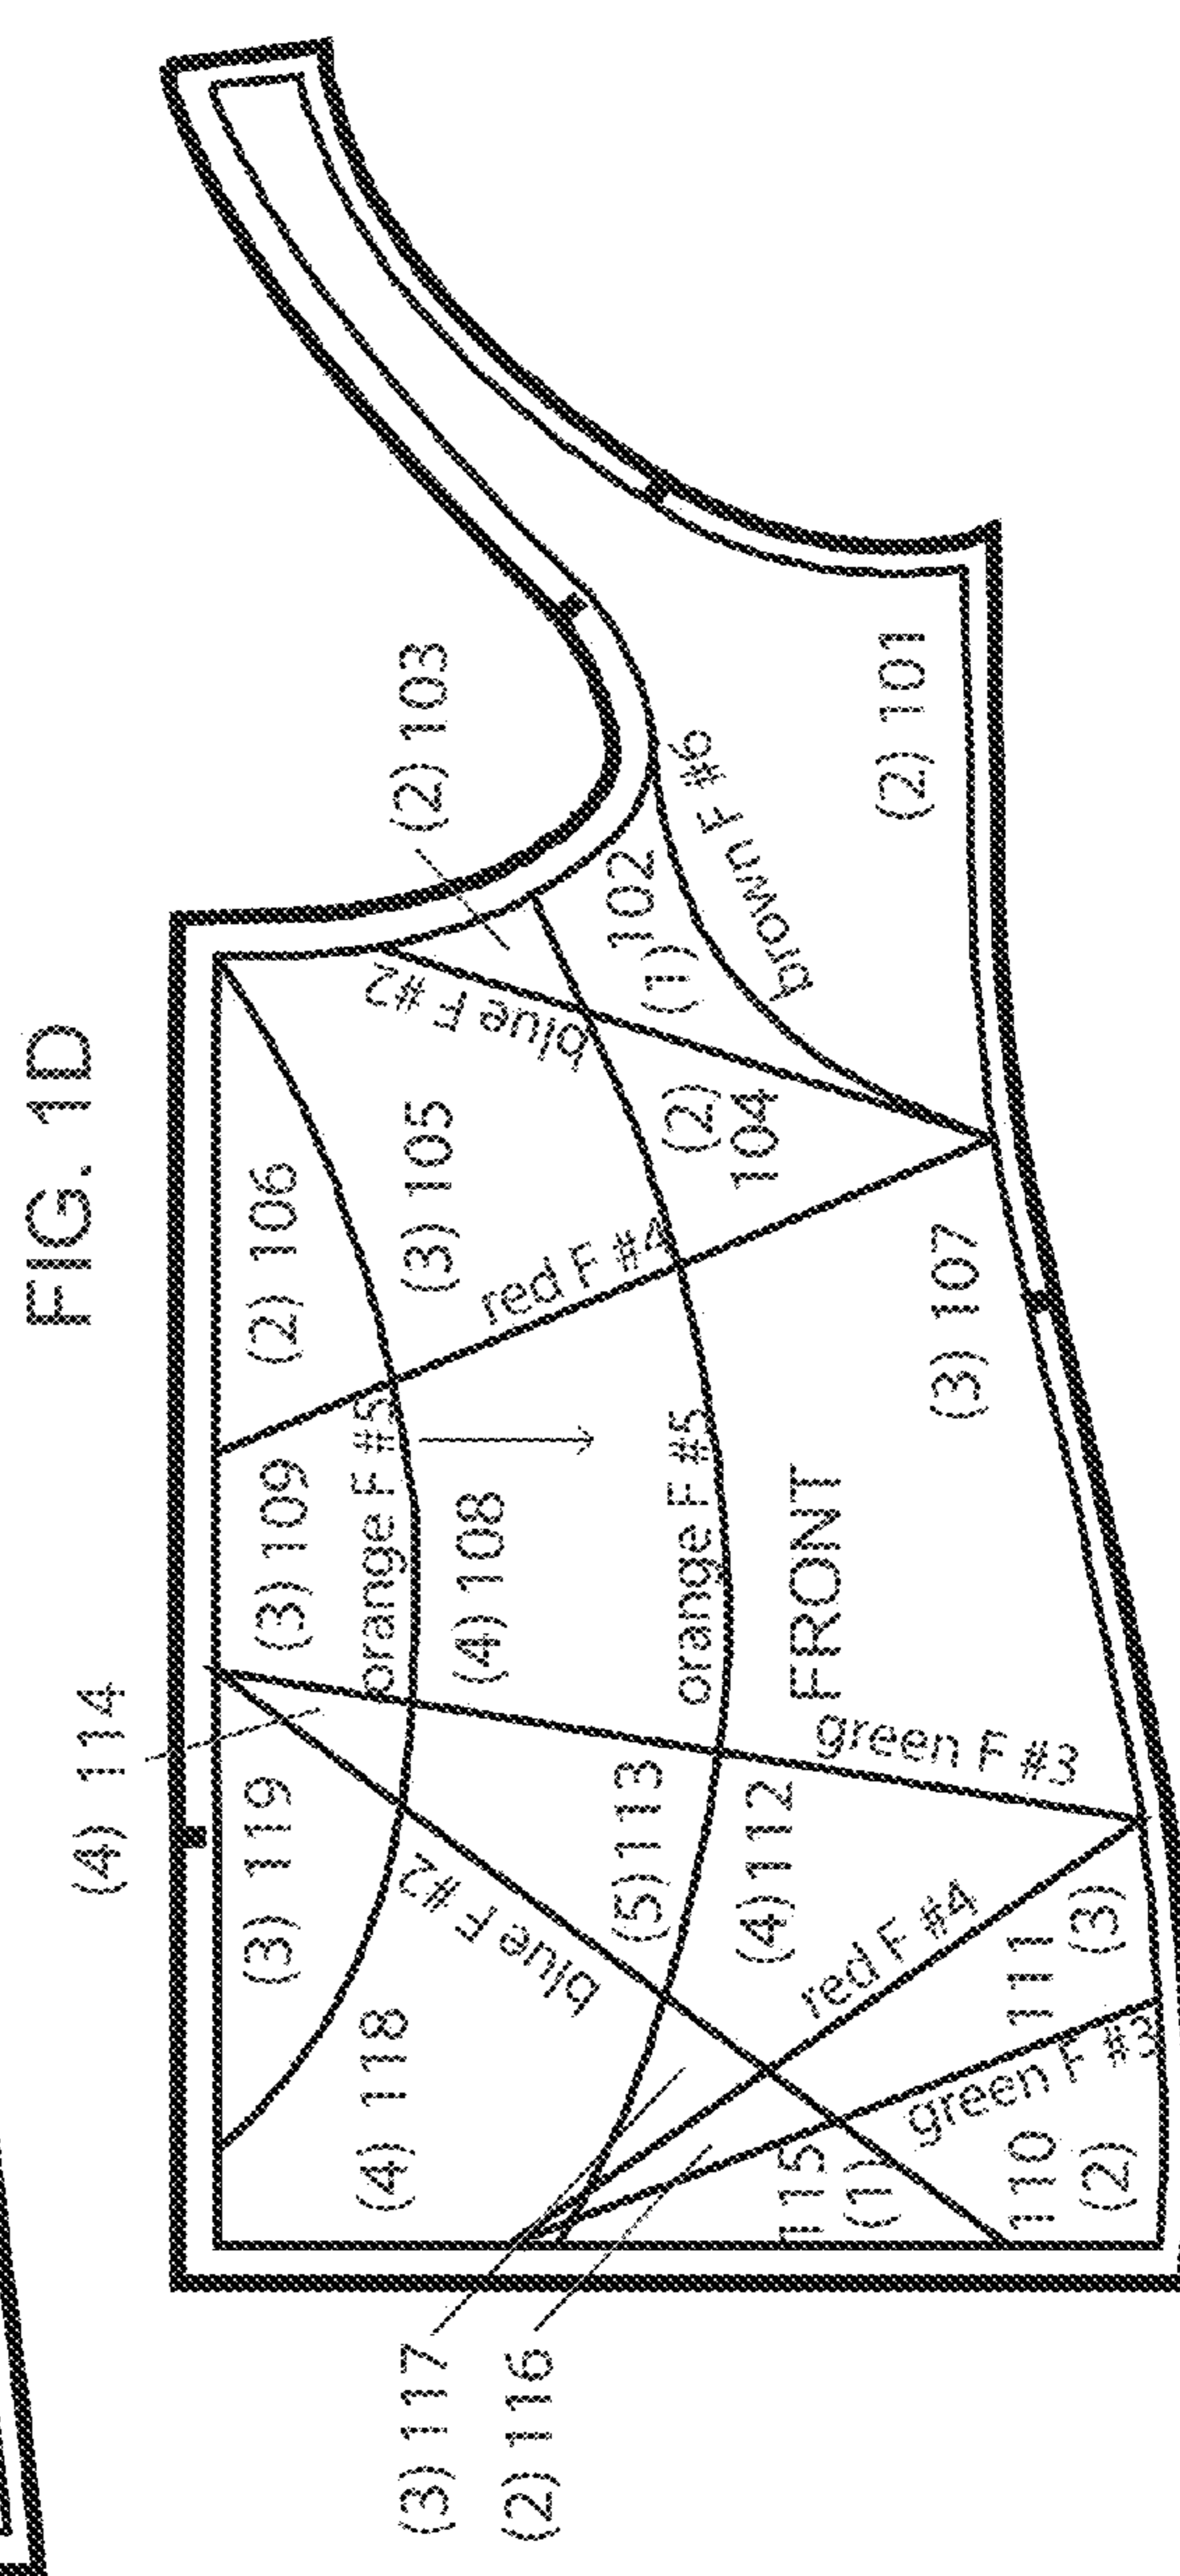 FIG. 1D
(4) 114
(3) 119
(3) 109
(2) 106
(4) 118
blue F #2
orange F #5
(4) 108
red F #4
(3) 105
blue F #2
(2) 103
(3) 117
(2) 116
(5) 113
orange F #5
(2)
104
(1) 102
brown F #6
115
(1)
(4) 112
FRONT
red F #4
green F #3
110
(2)
green F #3
111
(3)
(3) 107
(2) 101